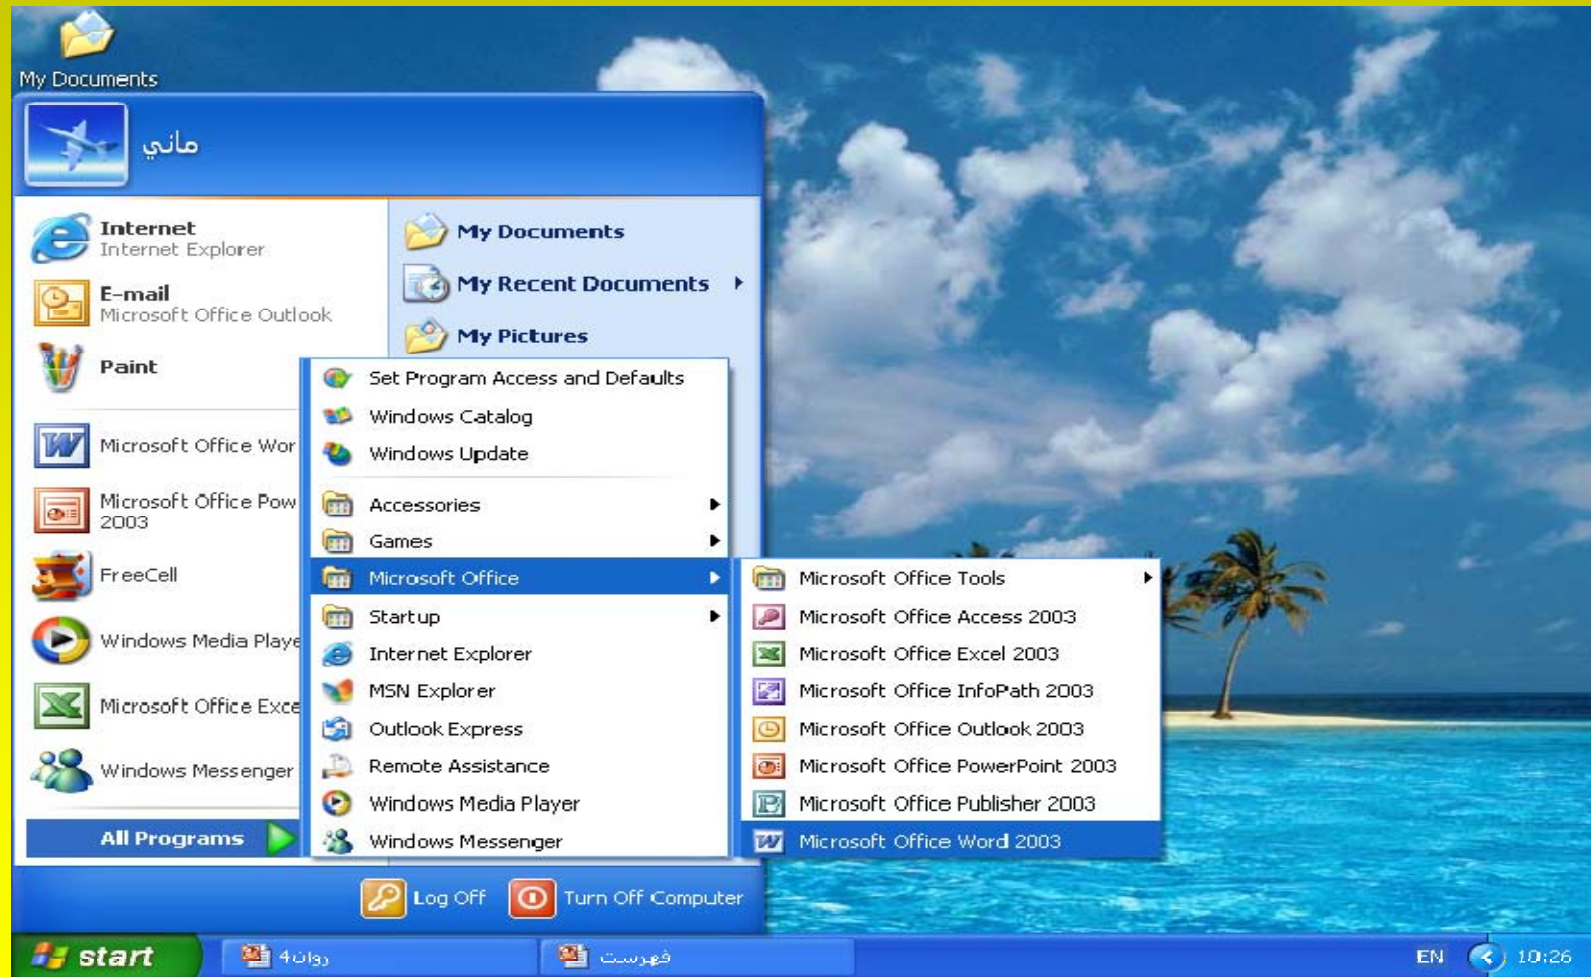 My Documents
ماني
Internet
Internet Explorer
E-mail
Microsoft Office Outlook
Paint
Microsoft Office Wor
Microsoft Office Pow
2003
FreeCell
Windows Media Playe
Microsoft Office Exce
Windows Messenger
All Programs
My Documents
My Recent Documents
My Pictures
Set Program Access and Defaults
Windows Catalog
Windows Update
Accessories
Games
Microsoft Office
Startup
Internet Explorer
MSN Explorer
Outlook Express
Remote Assistance
Windows Media Player
Windows Messenger
Microsoft Office Tools
Microsoft Office Access 2003
Microsoft Office Excel 2003
Microsoft Office InfoPath 2003
Microsoft Office Outlook 2003
Microsoft Office PowerPoint 2003
Microsoft Office Publisher 2003
Microsoft Office Word 2003
Log Off
Turn Off Computer
start
روان4
فهرست
EN
10:26